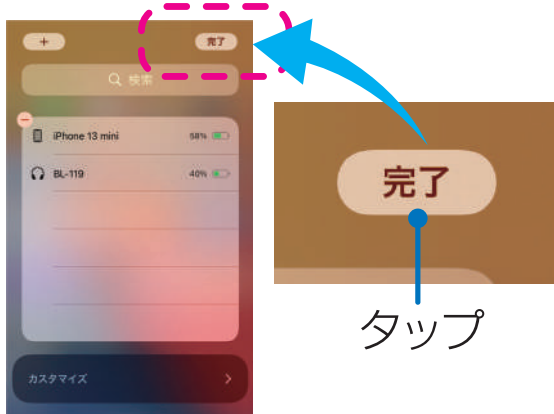 + 完了
検索
iPhone 13 mini 58%
BL-119 40%
カスタマイズ
完了
タップ